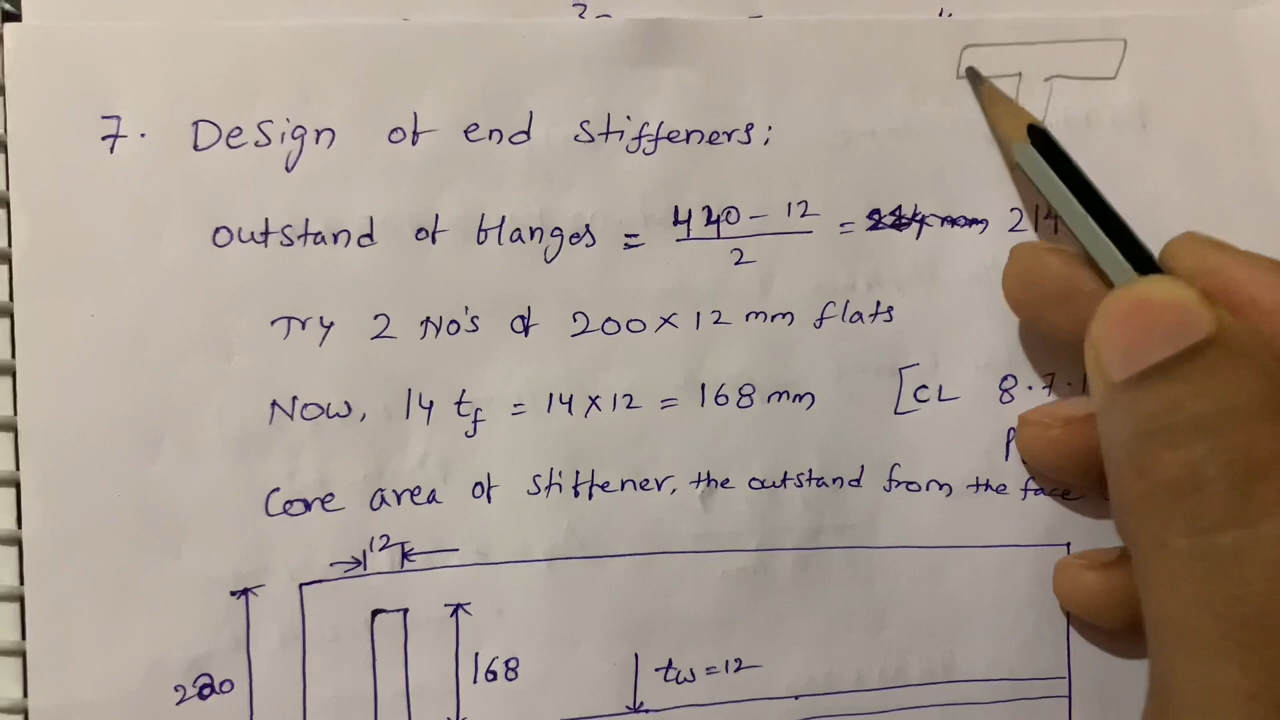 7. Design of end stiffeners;
outstand of flanges = 440 - 12 / 2 = 214
Try 2 No's of 200 x 12 mm flats
Now, 14 tf = 14 x 12 = 168 mm [CL 8.7.1
Core area of stiffener, the outstand from the face
12
220
168
tw = 12